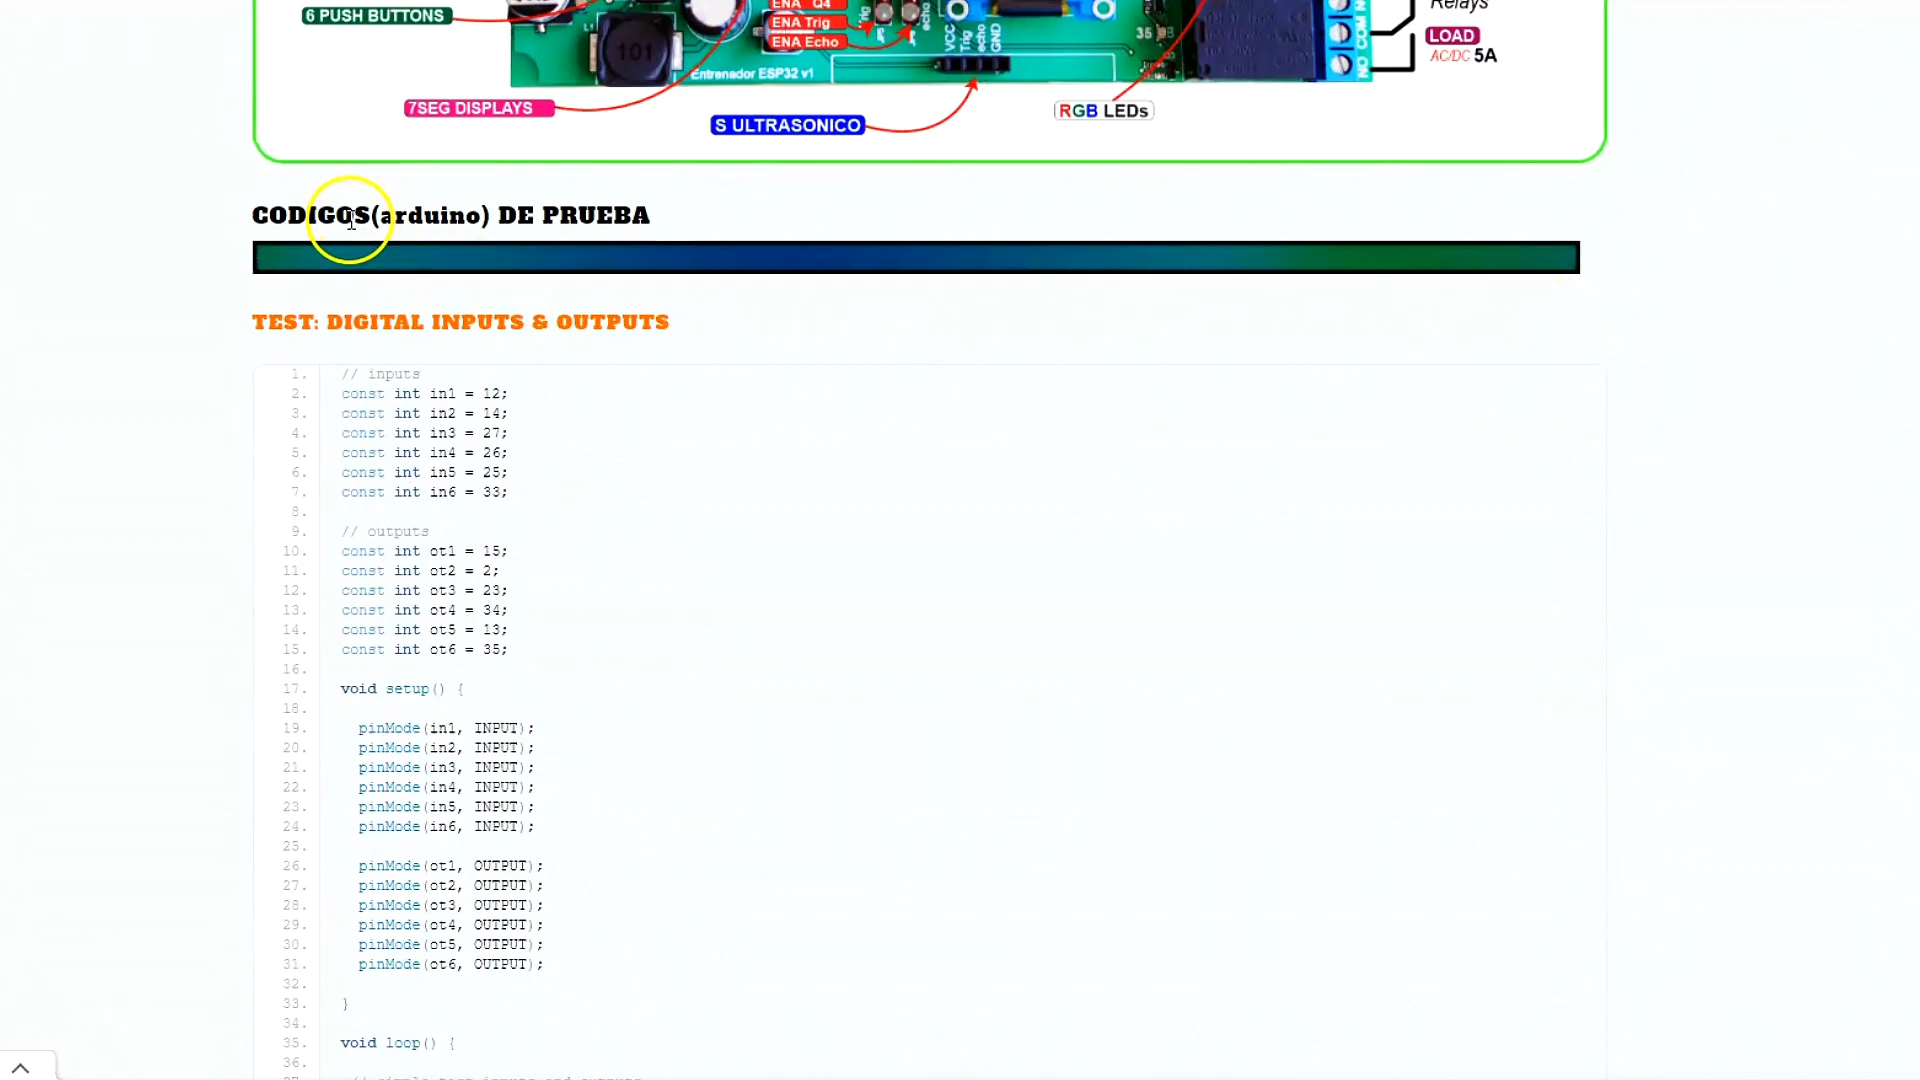 Relays
6 PUSH BUTTONS
ENA Q4
ENA Trig
ENA Echo
Trig
echo
VCC
Trig
echo
GND
35
NO COM N
LOAD
AC/DC 5A
101
Entrenador ESP32 v1
7SEG DISPLAYS
S ULTRASONICO
RGB LEDs
CODIGOS(arduino) DE PRUEBA
TEST: DIGITAL INPUTS & OUTPUTS
1. // inputs
2. const int in1 = 12;
3. const int in2 = 14;
4. const int in3 = 27;
5. const int in4 = 26;
6. const int in5 = 25;
7. const int in6 = 33;
8.
9. // outputs
10. const int ot1 = 15;
11. const int ot2 = 2;
12. const int ot3 = 23;
13. const int ot4 = 34;
14. const int ot5 = 13;
15. const int ot6 = 35;
16.
17. void setup() {
18.
19. pinMode(in1, INPUT);
20. pinMode(in2, INPUT);
21. pinMode(in3, INPUT);
22. pinMode(in4, INPUT);
23. pinMode(in5, INPUT);
24. pinMode(in6, INPUT);
25.
26. pinMode(ot1, OUTPUT);
27. pinMode(ot2, OUTPUT);
28. pinMode(ot3, OUTPUT);
29. pinMode(ot4, OUTPUT);
30. pinMode(ot5, OUTPUT);
31. pinMode(ot6, OUTPUT);
32.
33. }
34.
35. void loop() {
36.